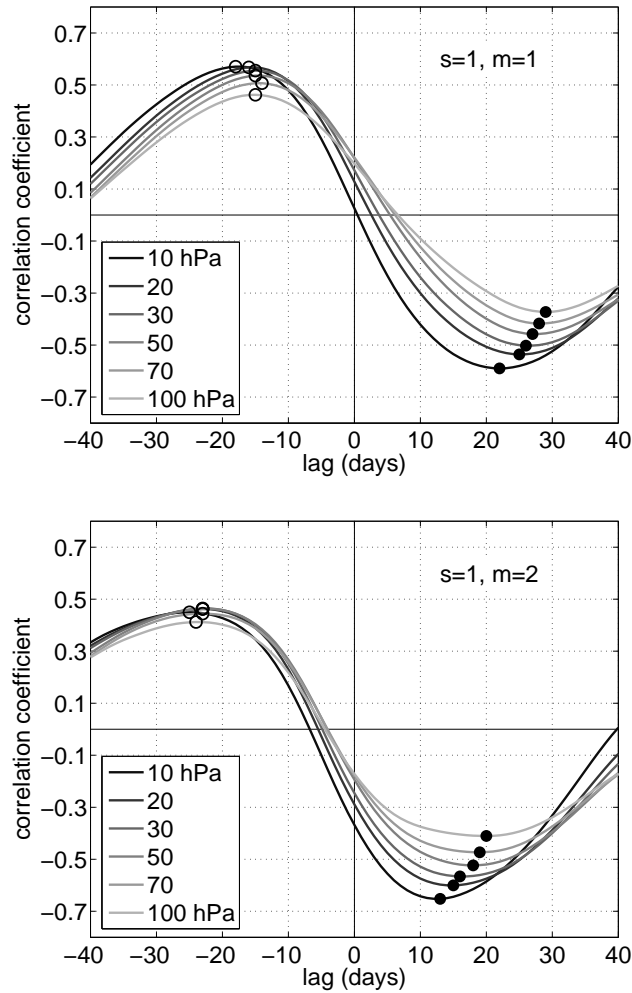 0.7
0.5
0.3
0.1
−0.1
−0.3
−0.5
−0.7
correlation coefficient
s=1, m=1
10 hPa
20
30
50
70
100 hPa
−40 −30 −20 −10 0 10 20 30 40
lag (days)
0.7
0.5
0.3
0.1
−0.1
−0.3
−0.5
−0.7
correlation coefficient
s=1, m=2
10 hPa
20
30
50
70
100 hPa
−40 −30 −20 −10 0 10 20 30 40
lag (days)